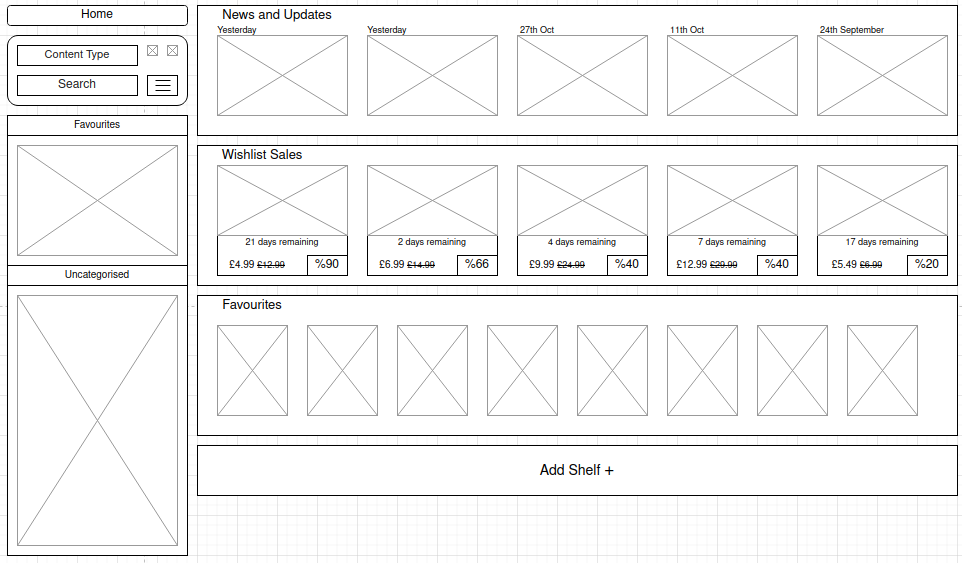 Home
Content Type
Search
Favourites
Uncategorised
News and Updates
Yesterday
Yesterday
27th Oct
11th Oct
24th September
Wishlist Sales
21 days remaining
2 days remaining
4 days remaining
7 days remaining
17 days remaining
£4.99 £12.99 %90
£6.99 £14.99 %66
£9.99 £24.99 %40
£12.99 £29.99 %40
£5.49 £6.99 %20
Favourites
Add Shelf +